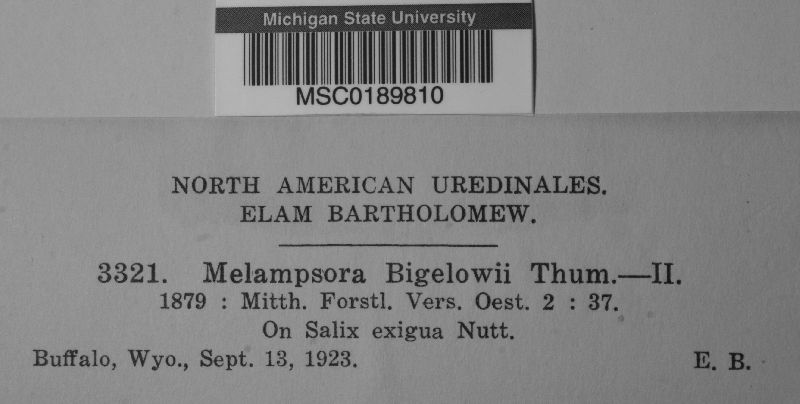 Michigan State University
MSC0189810
NORTH AMERICAN UREDINALES.
ELAM BARTHOLOMEW.
3321. Melampsora Bigelowii Thum.—II.
1879 : Mitth. Forstl. Vers. Oest. 2 : 37.
On Salix exigua Nutt.
Buffalo, Wyo., Sept. 13, 1923. E. B.